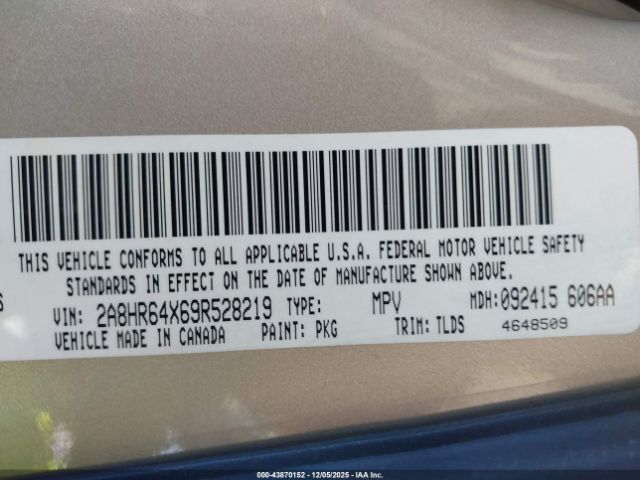 THIS VEHICLE CONFORMS TO ALL APPLICABLE U.S.A. FEDERAL MOTOR VEHICLE SAFETY
STANDARDS IN EFFECT ON THE DATE OF MANUFACTURE SHOWN ABOVE.
VIN: 2A8HR64X69R528219 TYPE: MPV MDH:092415 606AA
VEHICLE MADE IN CANADA PAINT: PKG TRIM: TLDS 4648509
000-43870152 | 12/05/2025 - © IAA Inc.